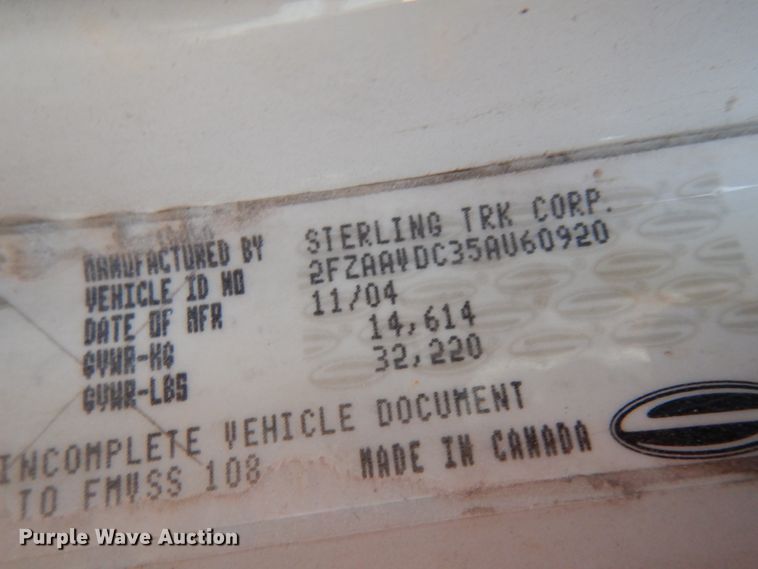 MANUFACTURED BY STERLING TRK CORP.
VEHICLE ID NO 2FZAAVDC35AU60920
DATE OF MFR 11/04
GVWR-KG 14,614
GVWR-LBS 32,220
INCOMPLETE VEHICLE DOCUMENT
TO FMVSS 108 MADE IN CANADA
Purple Wave Auction